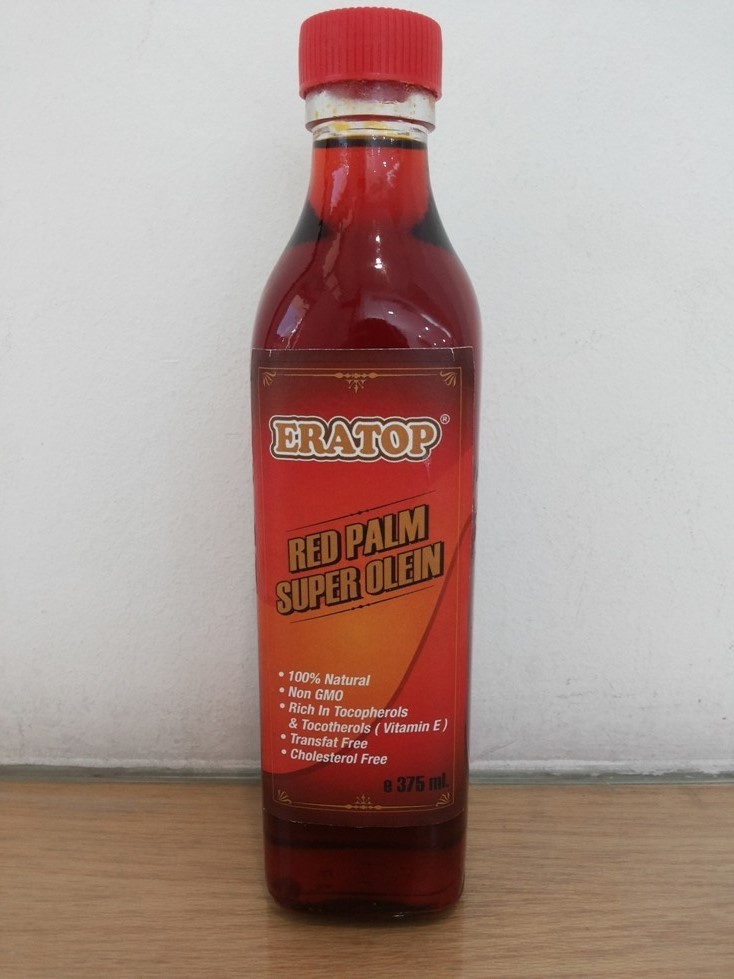 ERATOP®
RED PALM
SUPER OLEIN
• 100% Natural
• Non GMO
• Rich In Tocopherols
& Tocotherols ( Vitamin E )
• Transfat Free
• Cholesterol Free
e 375 ml.